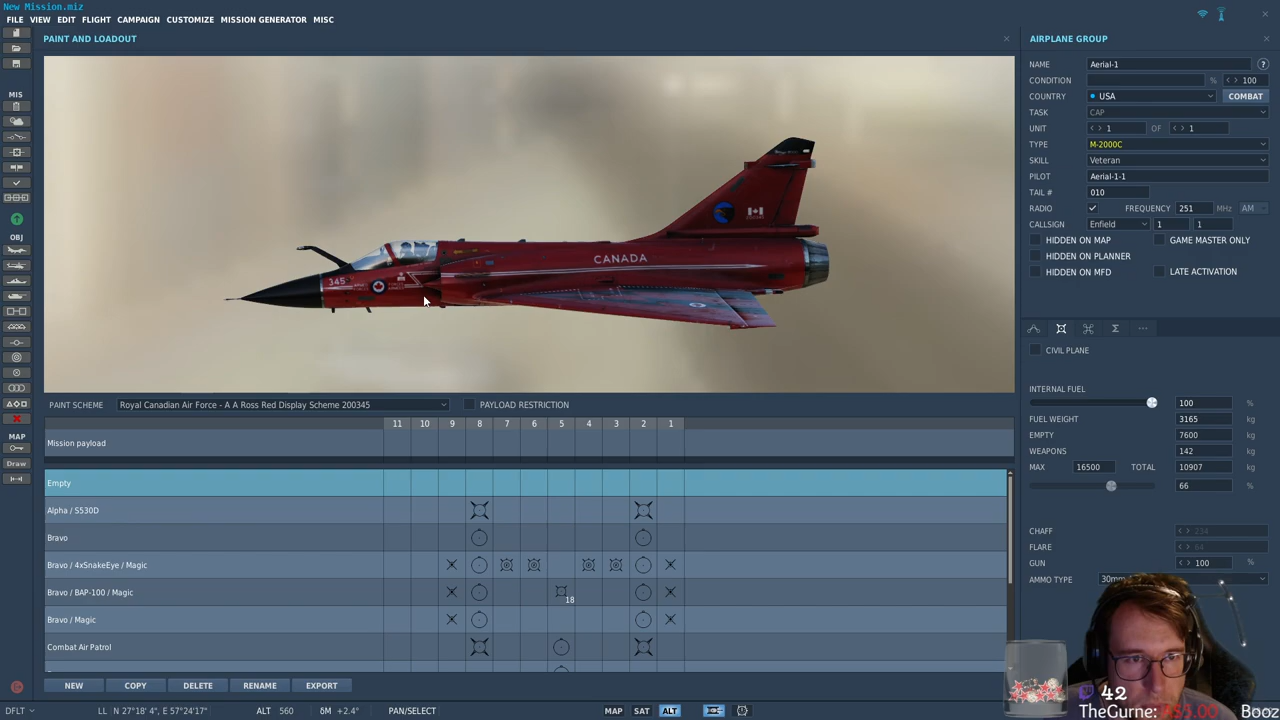 New Mission.miz
FILE VIEW EDIT FLIGHT CAMPAIGN CUSTOMIZE MISSION GENERATOR MISC
PAINT AND LOADOUT
CANADA
345
PAINT SCHEME Royal Canadian Air Force - A A Ross Red Display Scheme 200345 PAYLOAD RESTRICTION
11 10 9 8 7 6 5 4 3 2 1
Mission payload
Empty
Alpha / S530D
Bravo
Bravo / 4xSnakeEye / Magic
Bravo / BAP-100 / Magic 18
Bravo / Magic
Combat Air Patrol
NEW COPY DELETE RENAME EXPORT
MIS
OBJ
MAP
Draw
DFLT LL N 27°18' 4", E 57°24'17" ALT 560 δM +2.4° PAN/SELECT MAP SAT ALT
AIRPLANE GROUP
NAME Aerial-1 ?
CONDITION % 100
COUNTRY USA COMBAT
TASK CAP
UNIT 1 OF 1
TYPE M-2000C
SKILL Veteran
PILOT Aerial-1-1
TAIL # 010
RADIO FREQUENCY 251 MHz AM
CALLSIGN Enfield 1 1
HIDDEN ON MAP GAME MASTER ONLY
HIDDEN ON PLANNER
HIDDEN ON MFD LATE ACTIVATION
CIVIL PLANE
INTERNAL FUEL
100 %
FUEL WEIGHT 3165 kg
EMPTY 7600 kg
WEAPONS 142 kg
MAX 16500 TOTAL 10907 kg
66 %
CHAFF 234
FLARE 64
GUN 100 %
AMMO TYPE 30mm
42
TheGurne:
Booz